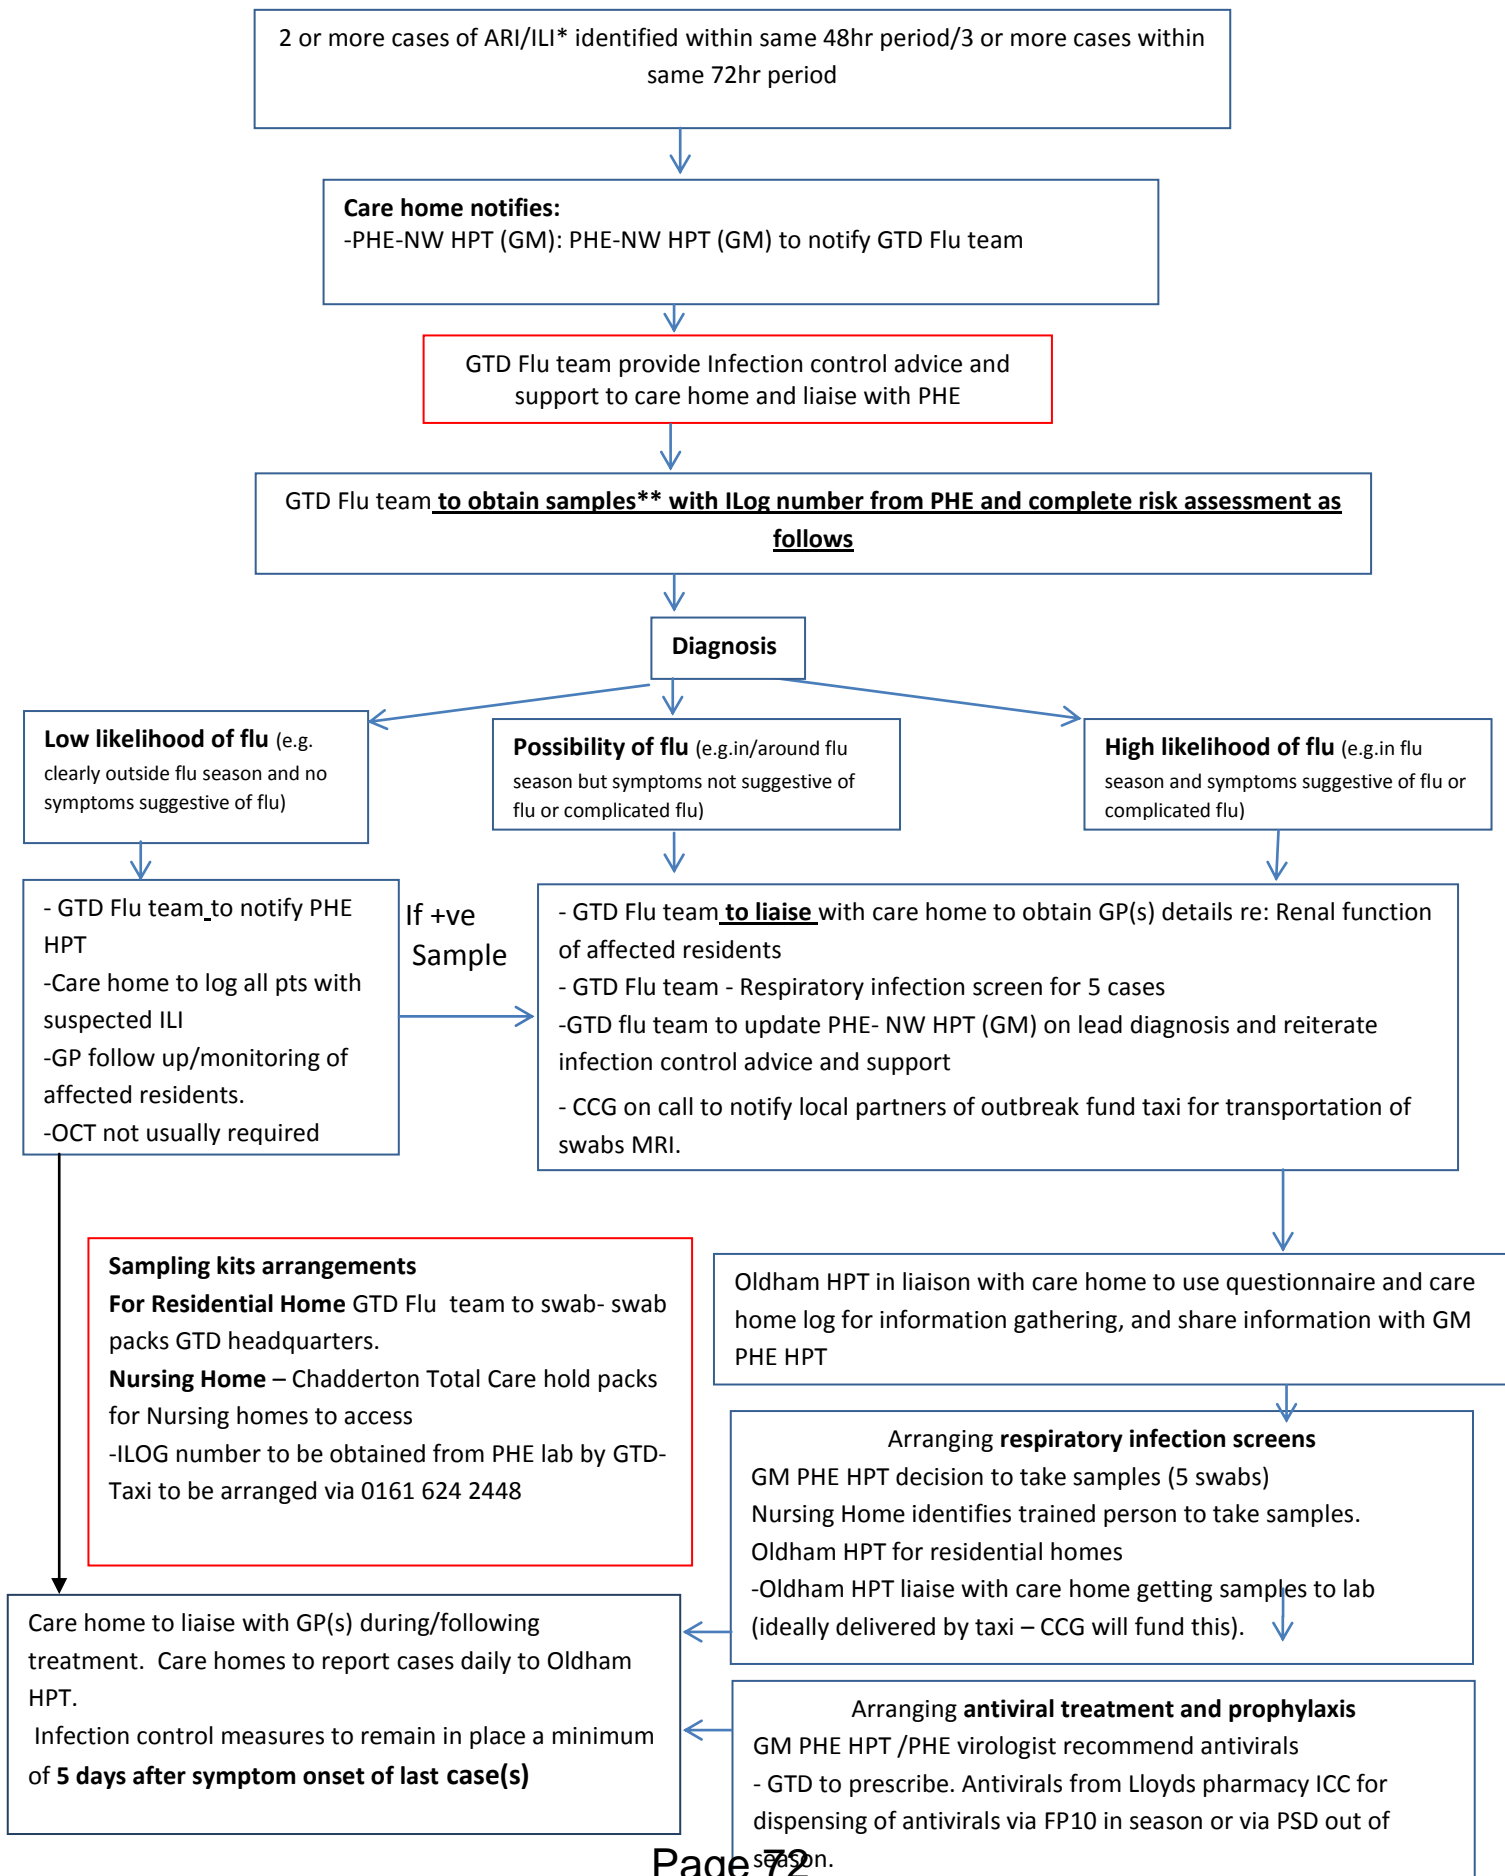 2 or more cases of ARI/ILI* identified within same 48hr period/3 or more cases within
same 72hr period
Care home notifies:
-PHE-NW HPT (GM): PHE-NW HPT (GM) to notify GTD Flu team
GTD Flu team provide Infection control advice and
support to care home and liaise with PHE
GTD Flu team to obtain samples** with ILog number from PHE and complete risk assessment as
follows
Diagnosis
Low likelihood of flu (e.g.
clearly outside flu season and no
symptoms suggestive of flu)
Possibility of flu (e.g.in/around flu
season but symptoms not suggestive of
flu or complicated flu)
High likelihood of flu (e.g.in flu
season and symptoms suggestive of flu or
complicated flu)
- GTD Flu team to notify PHE
HPT
-Care home to log all pts with
suspected ILI
-GP follow up/monitoring of
affected residents.
-OCT not usually required
If +ve
Sample
- GTD Flu team to liaise with care home to obtain GP(s) details re: Renal function
of affected residents
- GTD Flu team - Respiratory infection screen for 5 cases
-GTD flu team to update PHE- NW HPT (GM) on lead diagnosis and reiterate
infection control advice and support
- CCG on call to notify local partners of outbreak fund taxi for transportation of
swabs MRI.
Sampling kits arrangements
For Residential Home GTD Flu team to swab- swab
packs GTD headquarters.
Nursing Home – Chadderton Total Care hold packs
for Nursing homes to access
-ILOG number to be obtained from PHE lab by GTD-
Taxi to be arranged via 0161 624 2448
Oldham HPT in liaison with care home to use questionnaire and care
home log for information gathering, and share information with GM
PHE HPT
Arranging respiratory infection screens
GM PHE HPT decision to take samples (5 swabs)
Nursing Home identifies trained person to take samples.
Oldham HPT for residential homes
-Oldham HPT liaise with care home getting samples to lab
(ideally delivered by taxi – CCG will fund this).
Care home to liaise with GP(s) during/following
treatment. Care homes to report cases daily to Oldham
HPT.
Infection control measures to remain in place a minimum
of 5 days after symptom onset of last case(s)
Arranging antiviral treatment and prophylaxis
GM PHE HPT /PHE virologist recommend antivirals
- GTD to prescribe. Antivirals from Lloyds pharmacy ICC for
dispensing of antivirals via FP10 in season or via PSD out of
season.
Page 72